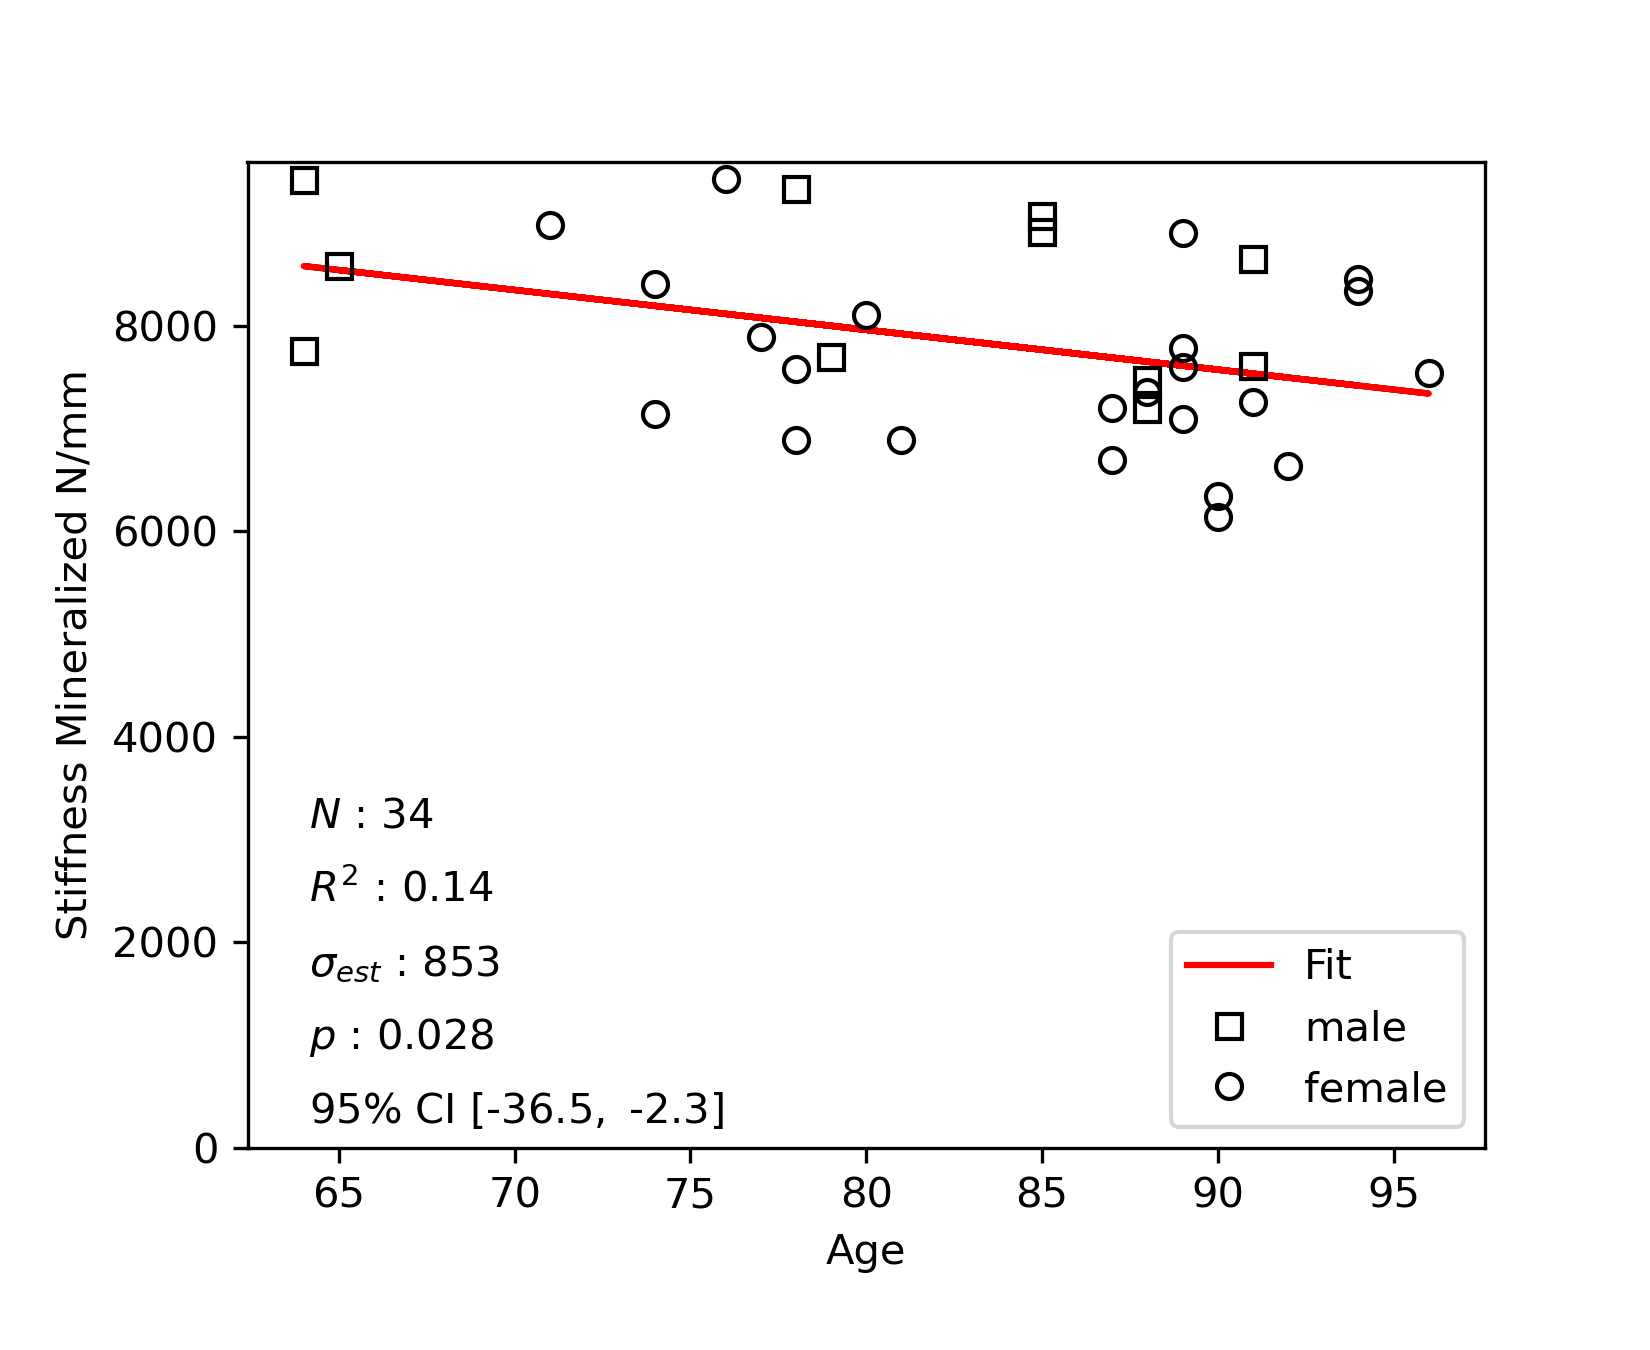 8000
6000
4000
2000
0
Stiffness Mineralized N/mm
N : 34
R² : 0.14
σest : 853
p : 0.028
95% CI [-36.5, -2.3]
Fit
male
female
65 70 75 80 85 90 95
Age